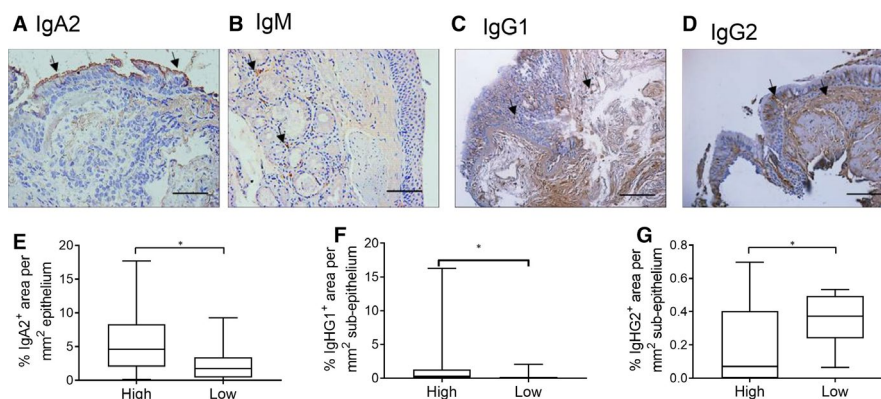 A IgA2
B IgM
C IgG1
D IgG2
E
% IgA2+ area per
mm2 epithelium
20
15
10
5
0
*
High Low
F
% IgHG1+ area per
mm2 sub-epithelium
20
15
10
5
0
*
High Low
G
% IgHG2+ area per
mm2 sub-epithelium
0.8
0.6
0.4
0.2
0.0
*
High Low